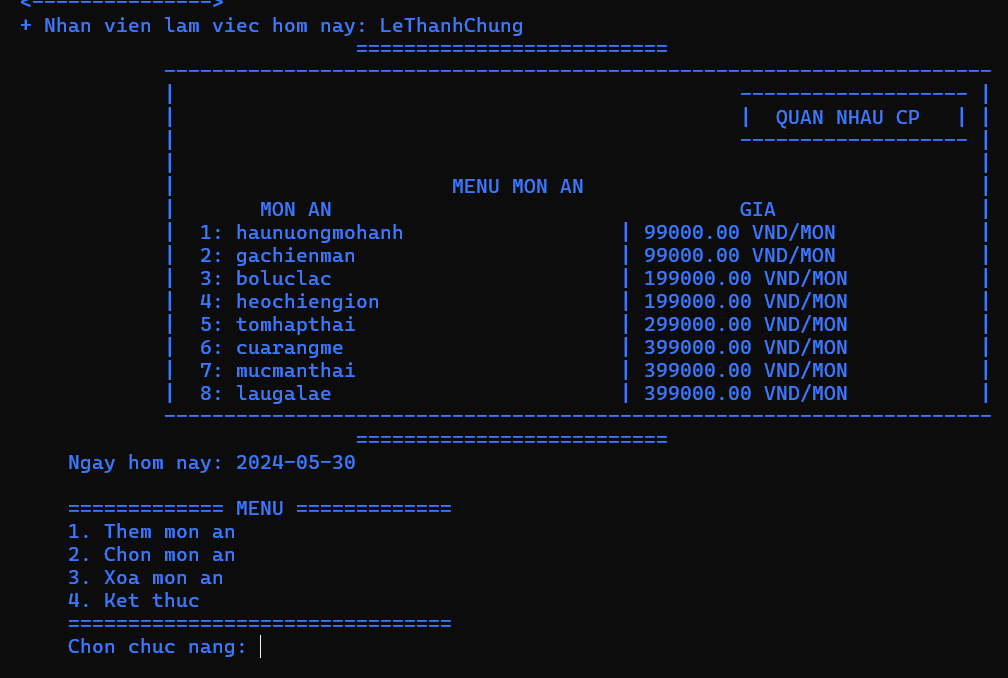 <--------------->
+ Nhan vien lam viec hom nay: LeThanhChung
==========================
---------------------------------------------------------------------
| ------------------- |
| | QUAN NHAU CP | |
| ------------------- |
| |
| MENU MON AN |
| MON AN GIA |
| 1: haunuongmohanh | 99000.00 VND/MON |
| 2: gachienman | 99000.00 VND/MON |
| 3: boluclac | 199000.00 VND/MON |
| 4: heochiengion | 199000.00 VND/MON |
| 5: tomhapthai | 299000.00 VND/MON |
| 6: cuarangme | 399000.00 VND/MON |
| 7: mucmanthai | 399000.00 VND/MON |
| 8: laugalae | 399000.00 VND/MON |
---------------------------------------------------------------------
==========================
Ngay hom nay: 2024-05-30
============= MENU =============
1. Them mon an
2. Chon mon an
3. Xoa mon an
4. Ket thuc
================================
Chon chuc nang: